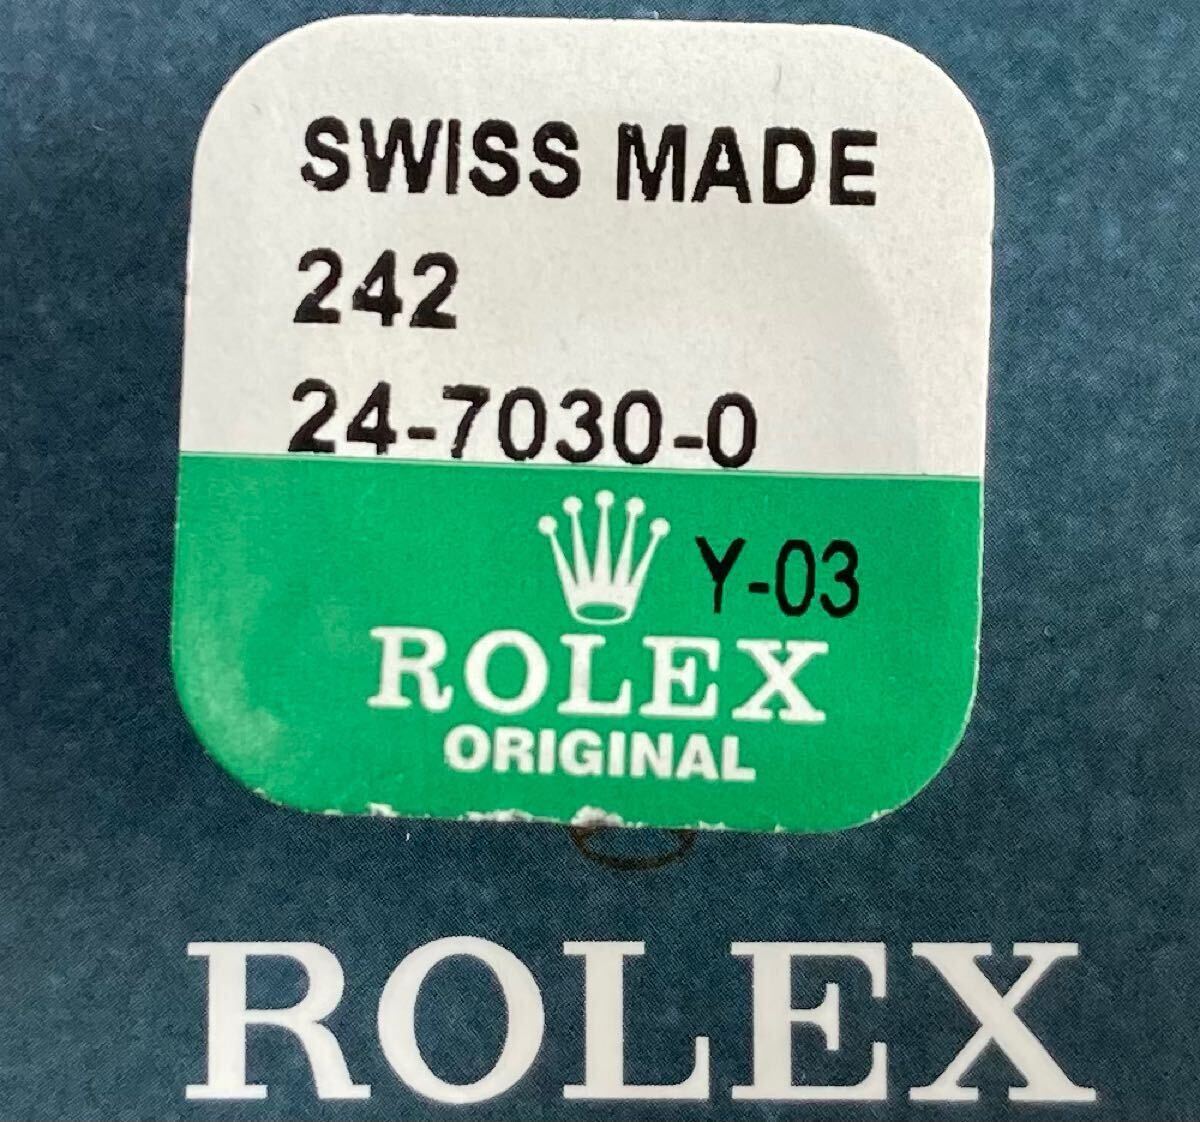 SWISS MADE
242
24-7030-0
Y-03
ROLEX
ORIGINAL
ROLEX